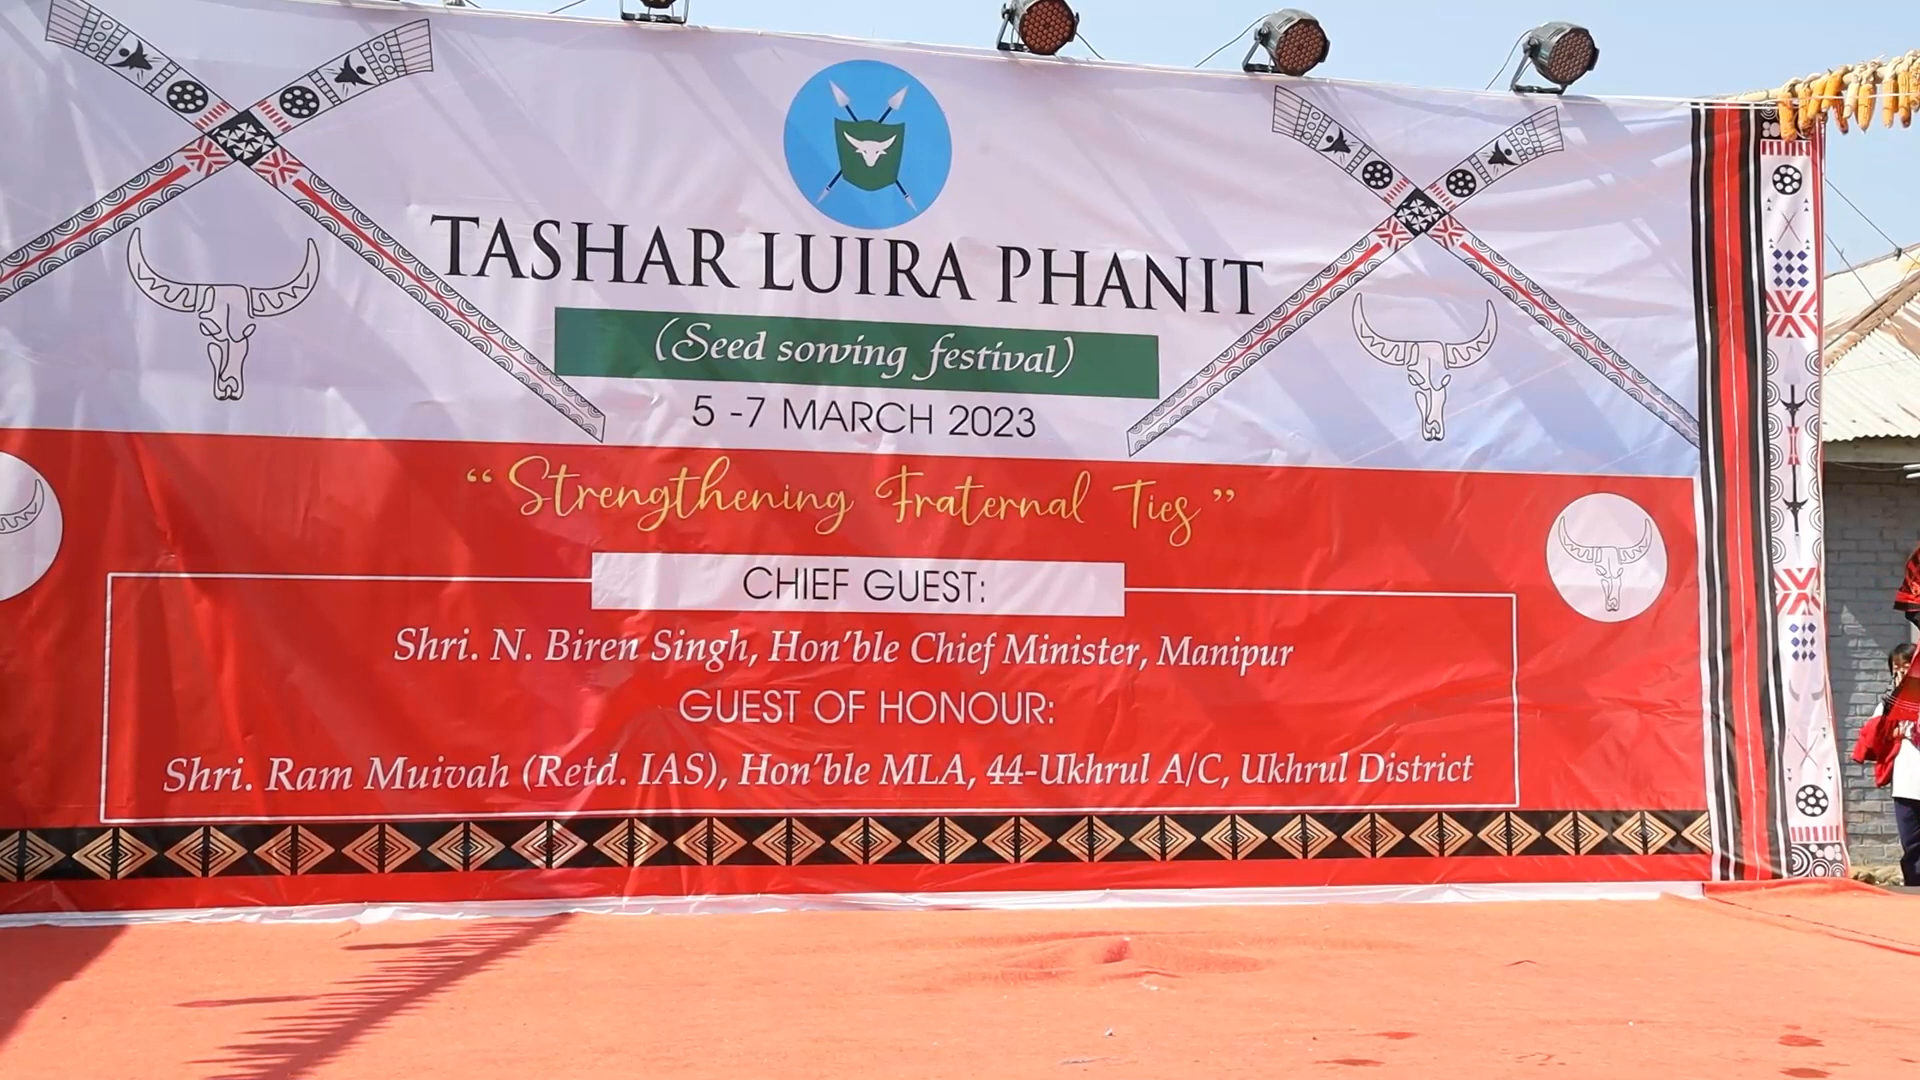 TASHAR LUIRA PHANIT
(Seed sowing festival)
5 -7 MARCH 2023
“Strengthening Fraternal Ties”
CHIEF GUEST:
Shri. N. Biren Singh, Hon’ble Chief Minister, Manipur
GUEST OF HONOUR:
Shri. Ram Muivah (Retd. IAS), Hon’ble MLA, 44-Ukhrul A/C, Ukhrul District